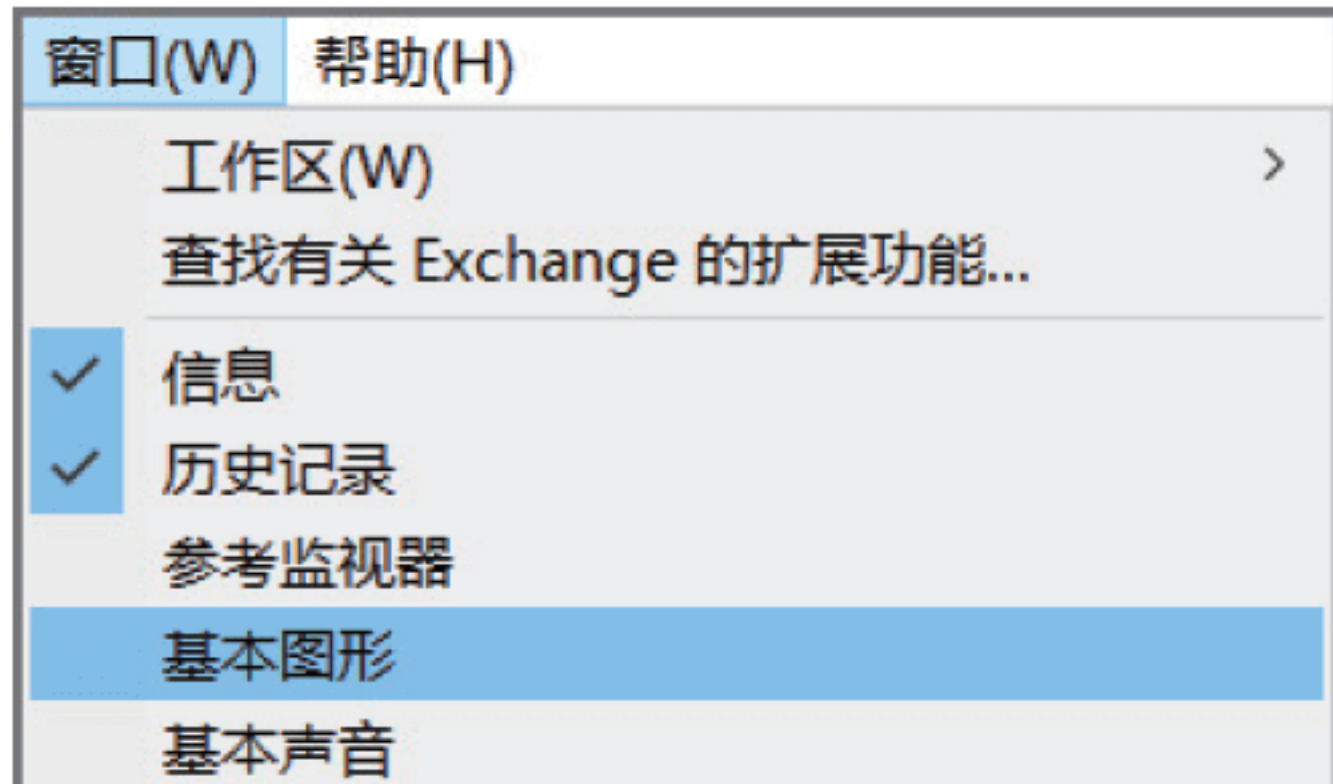 窗口(W) 帮助(H)
工作区(W)
查找有关 Exchange 的扩展功能...
信息
历史记录
参考监视器
基本图形
基本声音